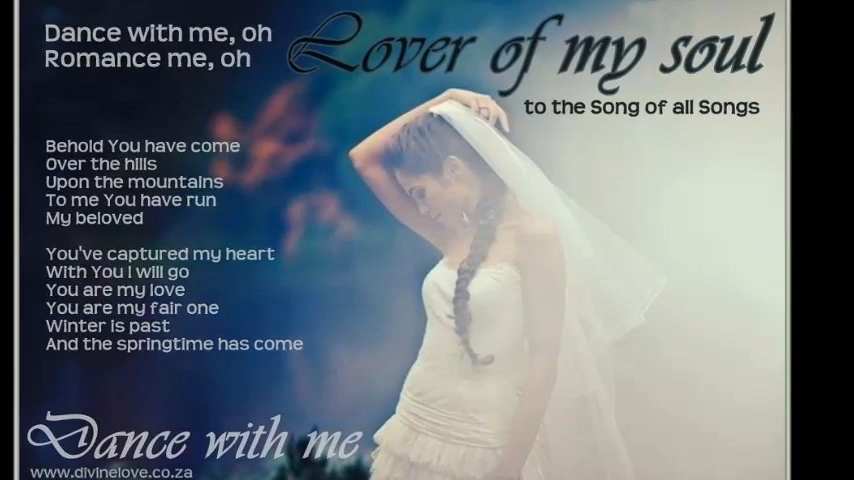 Dance with me, oh
Romance me, oh
Lover of my soul
to the Song of all Songs
Behold You have come
Over the hills
Upon the mountains
To me You have run
My beloved
You've captured my heart
With You I will go
You are my love
You are my fair one
Winter is past
And the springtime has come
Dance with me
www.divinelove.co.za